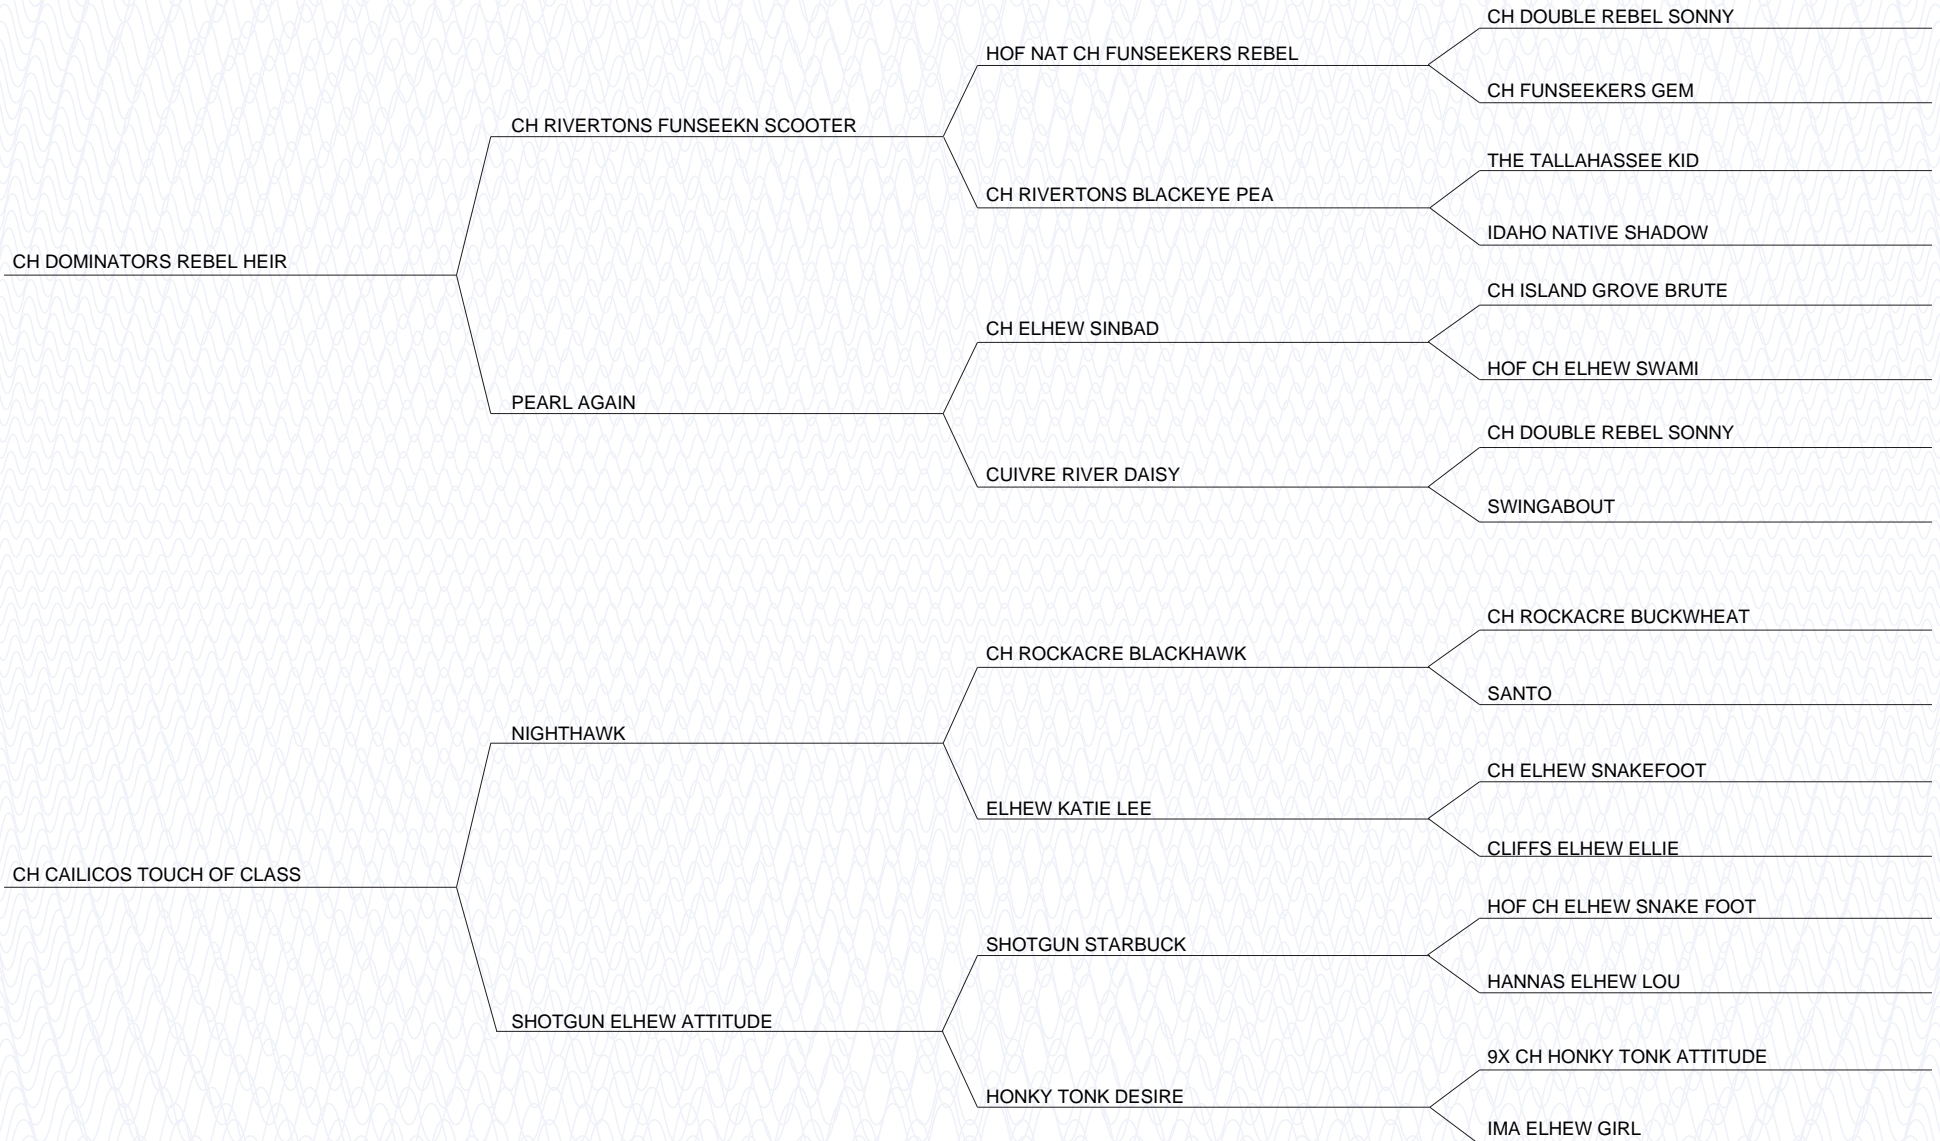 CH DOUBLE REBEL SONNY
HOF NAT CH FUNSEEKERS REBEL
CH FUNSEEKERS GEM
CH RIVERTONS FUNSEEKN SCOOTER
THE TALLAHASSEE KID
CH RIVERTONS BLACKEYE PEA
IDAHO NATIVE SHADOW
CH DOMINATORS REBEL HEIR
CH ISLAND GROVE BRUTE
CH ELHEW SINBAD
HOF CH ELHEW SWAMI
PEARL AGAIN
CH DOUBLE REBEL SONNY
CUIVRE RIVER DAISY
SWINGABOUT
CH ROCKACRE BUCKWHEAT
CH ROCKACRE BLACKHAWK
SANTO
NIGHTHAWK
CH ELHEW SNAKEFOOT
ELHEW KATIE LEE
CLIFFS ELHEW ELLIE
CH CAILICOS TOUCH OF CLASS
HOF CH ELHEW SNAKE FOOT
SHOTGUN STARBUCK
HANNAS ELHEW LOU
SHOTGUN ELHEW ATTITUDE
9X CH HONKY TONK ATTITUDE
HONKY TONK DESIRE
IMA ELHEW GIRL